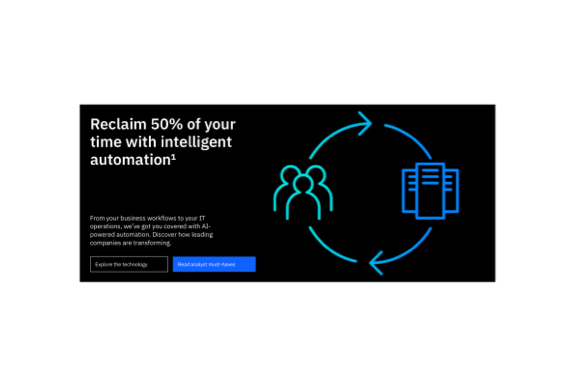 Reclaim 50% of your
time with intelligent
automation¹
From your business workflows to your IT
operations, we've got you covered with AI-
powered automation. Discover how leading
companies are transforming.
Explore the technology
Read analyst must-haves